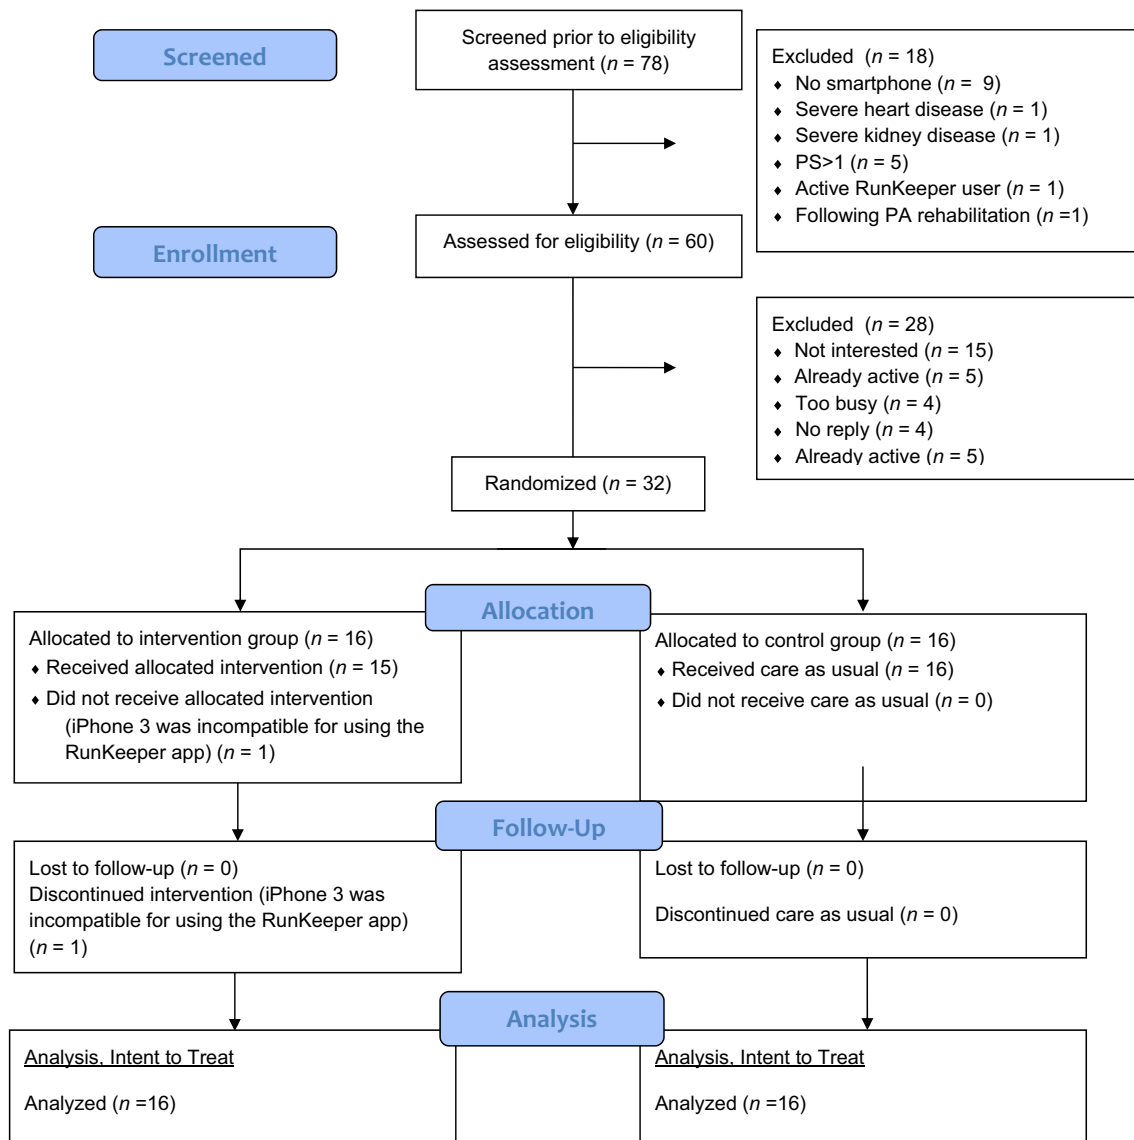 Screened
Screened prior to eligibility
assessment (n = 78)
Excluded (n = 18)
♦ No smartphone (n = 9)
♦ Severe heart disease (n = 1)
♦ Severe kidney disease (n = 1)
♦ PS>1 (n = 5)
♦ Active RunKeeper user (n = 1)
♦ Following PA rehabilitation (n =1)
Enrollment
Assessed for eligibility (n = 60)
Excluded (n = 28)
♦ Not interested (n = 15)
♦ Already active (n = 5)
♦ Too busy (n = 4)
♦ No reply (n = 4)
♦ Already active (n = 5)
Randomized (n = 32)
Allocation
Allocated to intervention group (n = 16)
♦ Received allocated intervention (n = 15)
♦ Did not receive allocated intervention
(iPhone 3 was incompatible for using the
RunKeeper app) (n = 1)
Allocated to control group (n = 16)
♦ Received care as usual (n = 16)
♦ Did not receive care as usual (n = 0)
Follow-Up
Lost to follow-up (n = 0)
Discontinued intervention (iPhone 3 was
incompatible for using the RunKeeper app)
(n = 1)
Lost to follow-up (n = 0)
Discontinued care as usual (n = 0)
Analysis
Analysis, Intent to Treat
Analyzed (n =16)
Analysis, Intent to Treat
Analyzed (n =16)